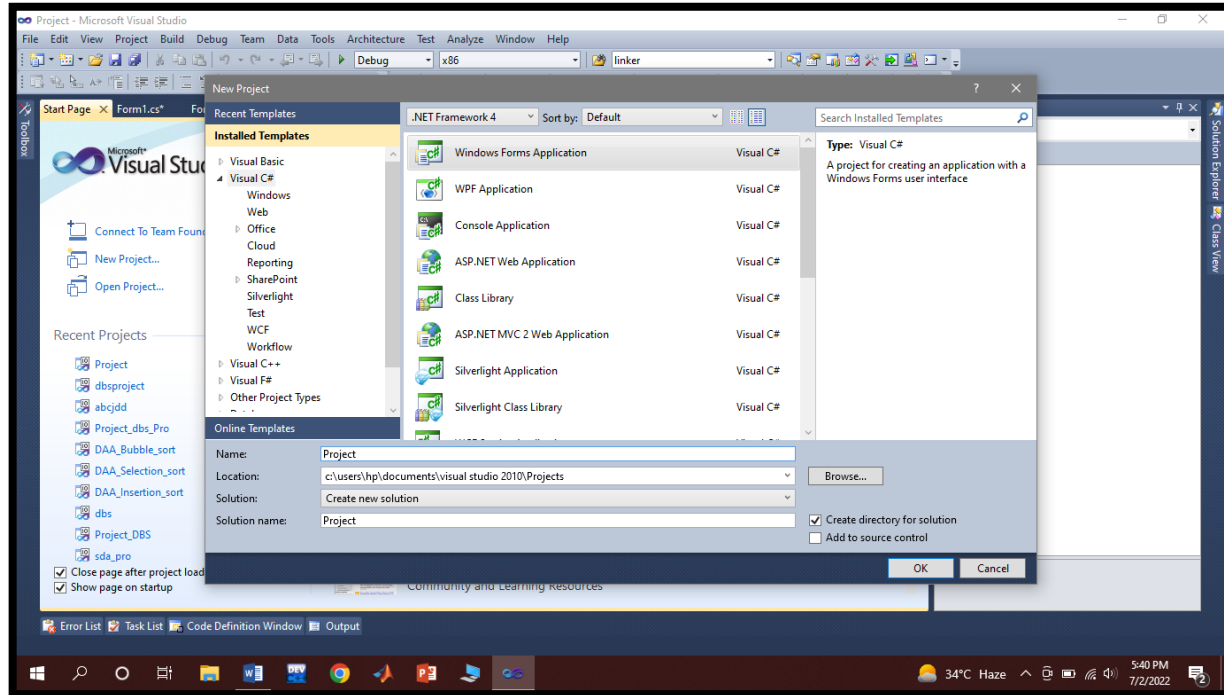 Project - Microsoft Visual Studio
File Edit View Project Build Debug Team Data Tools Architecture Test Analyze Window Help
Debug x86 linker
Start Page Form1.cs*
New Project
Recent Templates
Installed Templates
Visual Basic
Visual C#
Windows
Web
Office
Cloud
Reporting
SharePoint
Silverlight
Test
WCF
Workflow
Visual C++
Visual F#
Other Project Types
Online Templates
.NET Framework 4 Sort by: Default
Windows Forms Application Visual C#
WPF Application Visual C#
Console Application Visual C#
ASP.NET Web Application Visual C#
Class Library Visual C#
ASP.NET MVC 2 Web Application Visual C#
Silverlight Application Visual C#
Silverlight Class Library Visual C#
Search Installed Templates
Type: Visual C#
A project for creating an application with a
Windows Forms user interface
Name: Project
Location: c:\users\hp\documents\visual studio 2010\Projects Browse...
Solution: Create new solution
Solution name: Project
Create directory for solution
Add to source control
OK Cancel
Toolbox
Microsoft
Visual Stu
Connect To Team Foun
New Project...
Open Project...
Recent Projects
Project
dbsproject
abcjdd
Project_dbs_Pro
DAA_Bubble_sort
DAA_Selection_sort
DAA_Insertion_sort
dbs
Project_DBS
sda_pro
Close page after project load
Show page on startup
Community and Learning Resources
Solution Explorer
Class View
Error List Task List Code Definition Window Output
34°C Haze
5:40 PM
7/2/2022